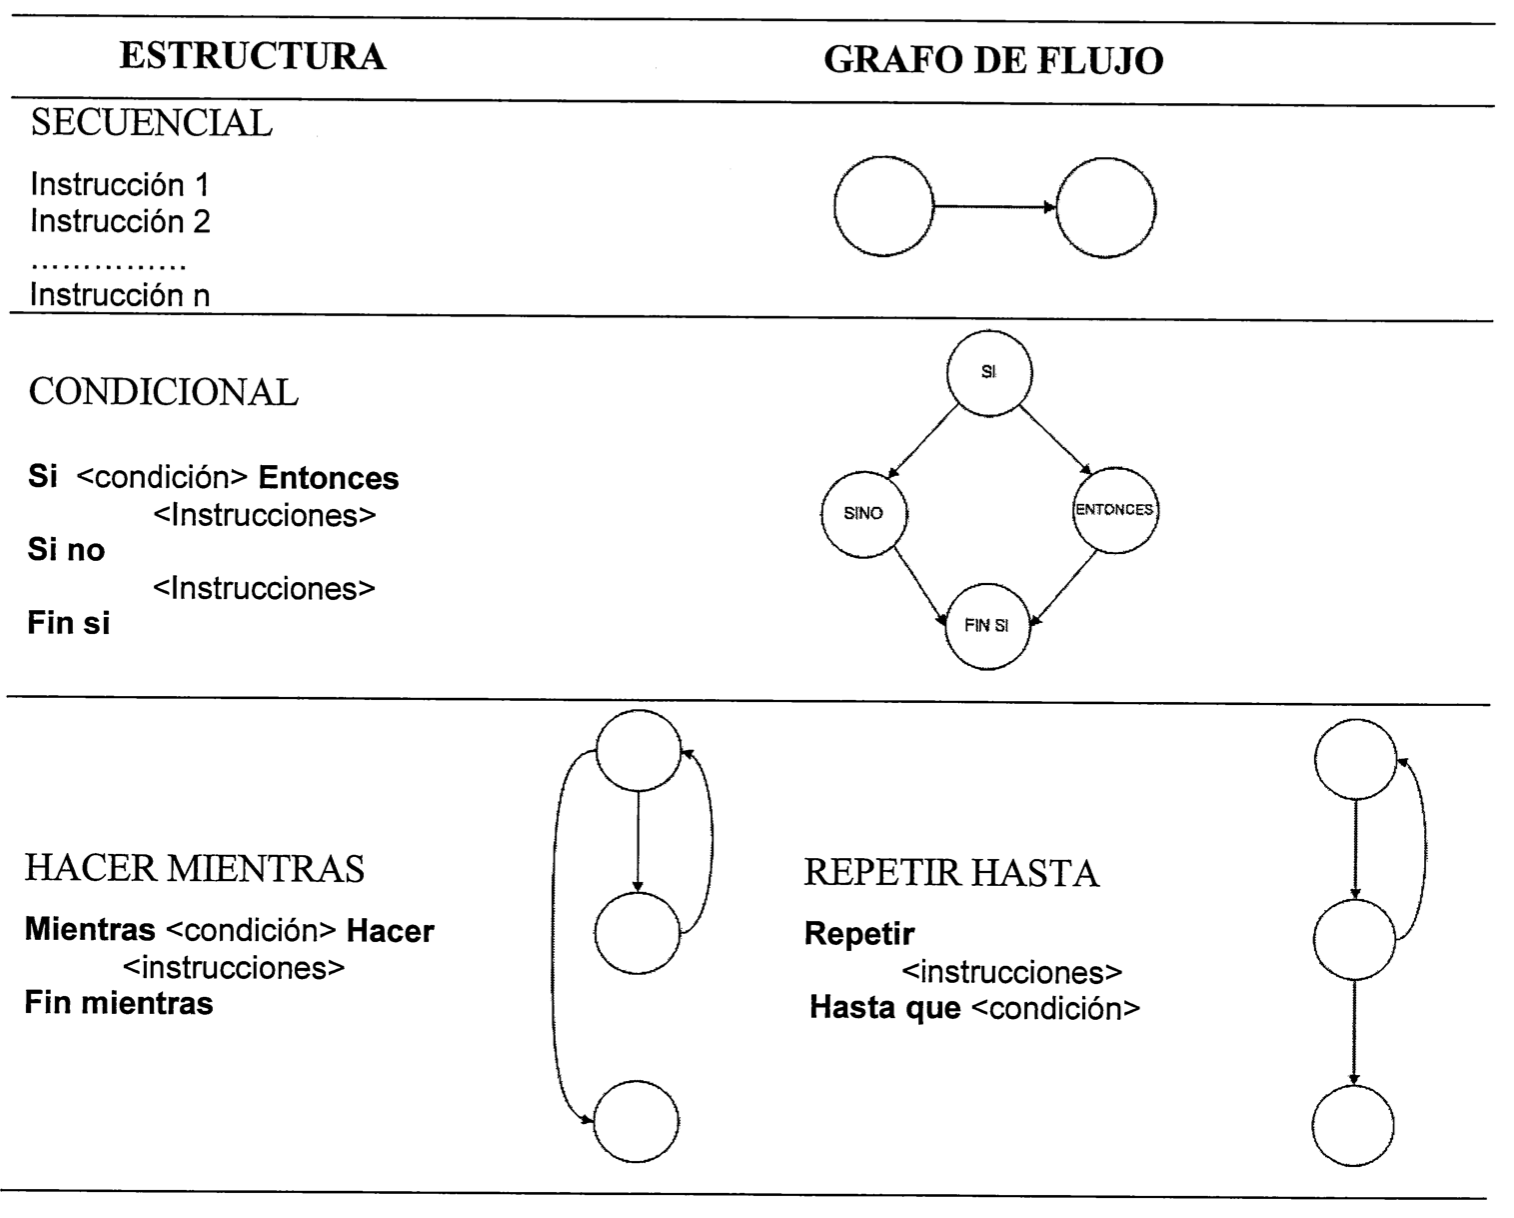 ESTRUCTURA
GRAFO DE FLUJO
SECUENCIAL
Instrucción 1
Instrucción 2
...............
Instrucción n
CONDICIONAL
Si <condición> Entonces
<Instrucciones>
Si no
<Instrucciones>
Fin si
SI
SINO
ENTONCES
FIN SI
HACER MIENTRAS
Mientras <condición> Hacer
<instrucciones>
Fin mientras
REPETIR HASTA
Repetir
<instrucciones>
Hasta que <condición>